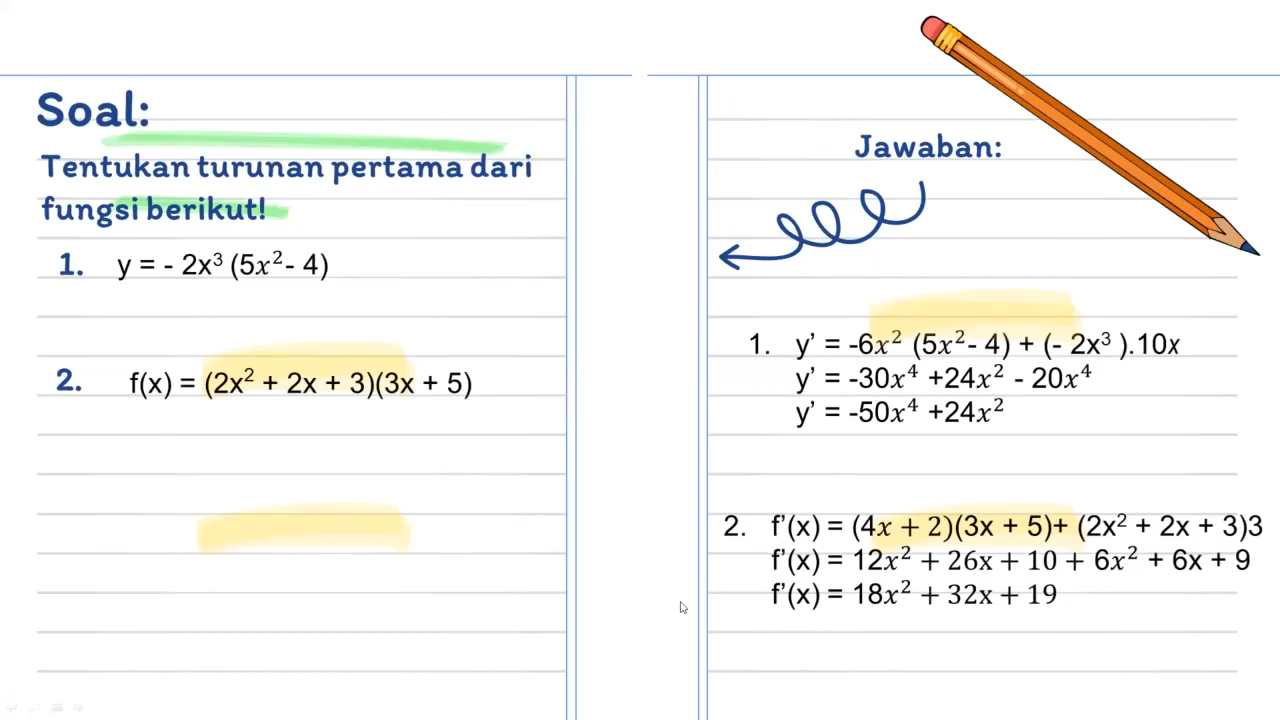 Soal:
Tentukan turunan pertama dari
fungsi berikut!
1. y = - 2x³ (5x² - 4)
2. f(x) = (2x² + 2x + 3)(3x + 5)
Jawaban:
1. y’ = -6x² (5x² - 4) + (- 2x³ ).10x
y’ = -30x⁴ +24x² - 20x⁴
y’ = -50x⁴ +24x²
2. f’(x) = (4x + 2)(3x + 5)+ (2x² + 2x + 3)3
f’(x) = 12x² + 26x + 10 + 6x² + 6x + 9
f’(x) = 18x² + 32x + 19